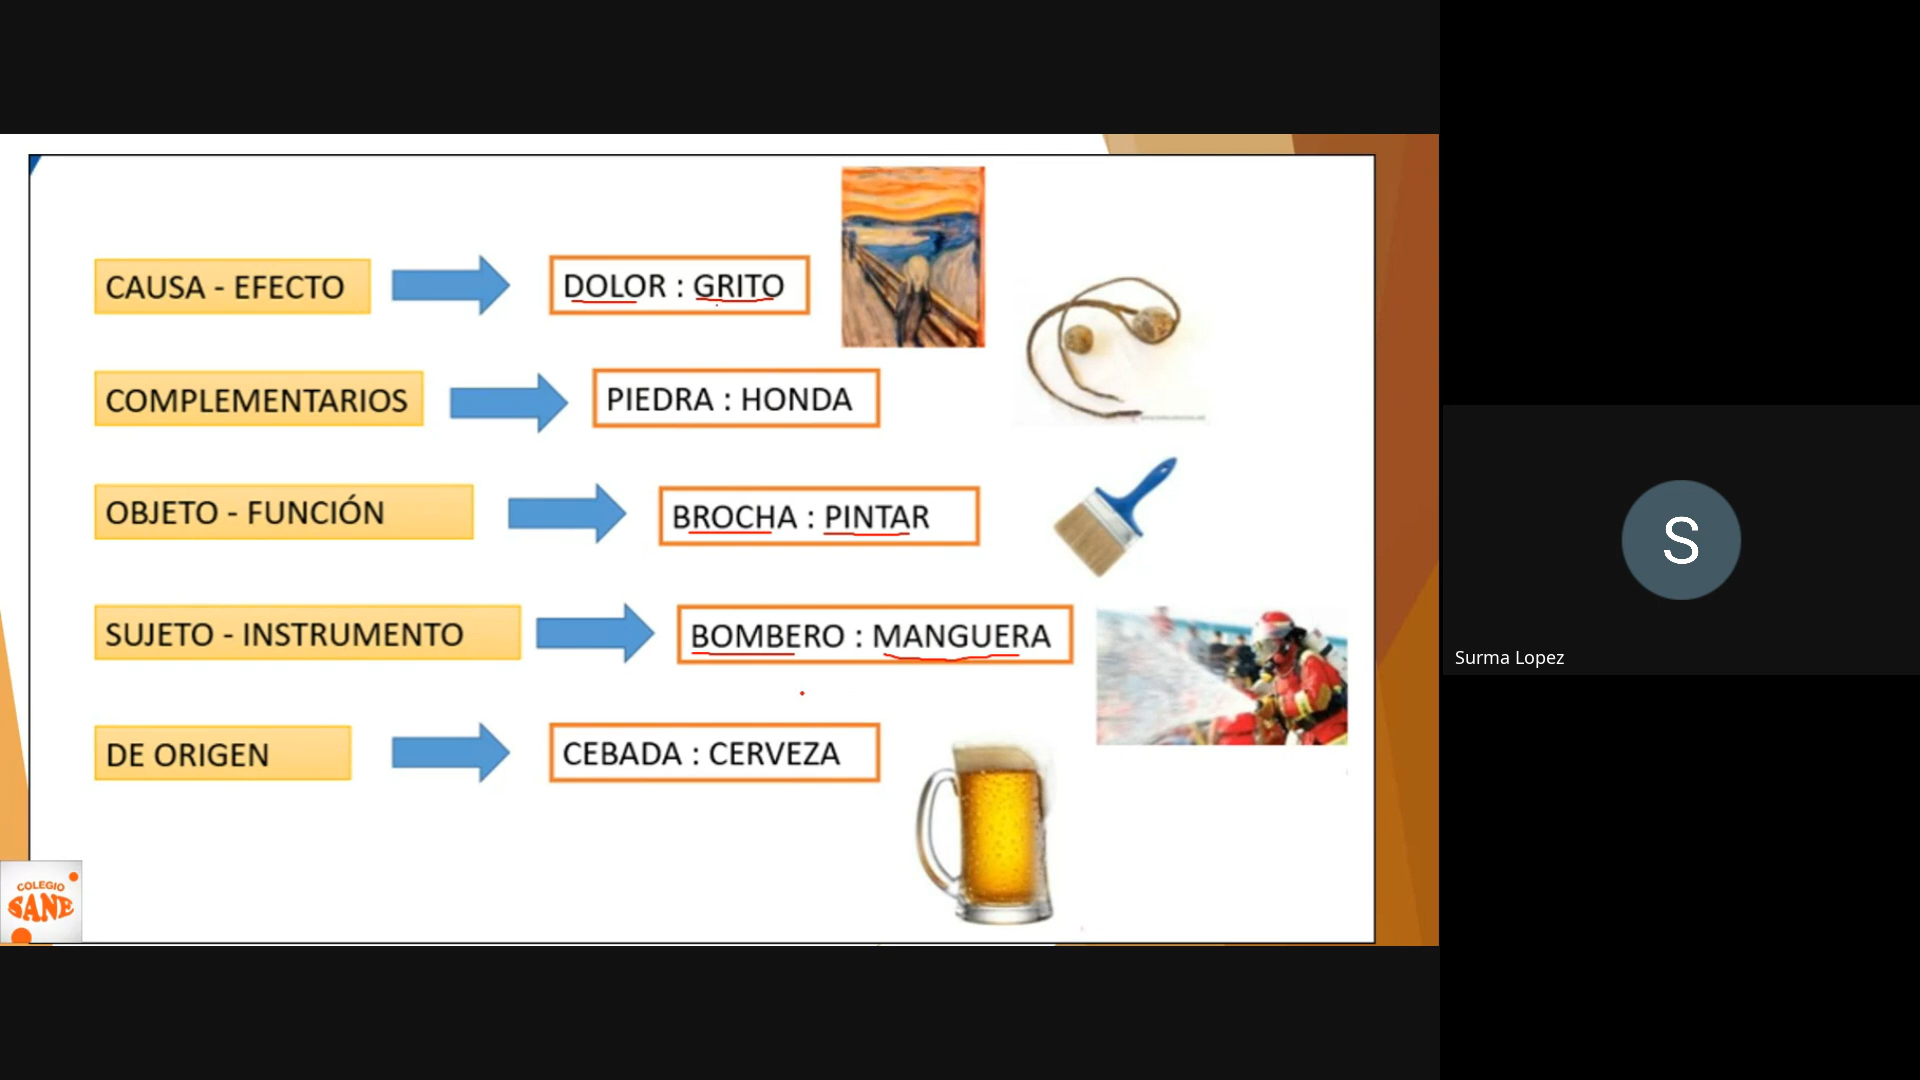 CAUSA - EFECTO
DOLOR : GRITO
COMPLEMENTARIOS
PIEDRA : HONDA
OBJETO - FUNCIÓN
BROCHA : PINTAR
SUJETO - INSTRUMENTO
BOMBERO : MANGUERA
DE ORIGEN
CEBADA : CERVEZA
COLEGIO
SANE
S
Surma Lopez